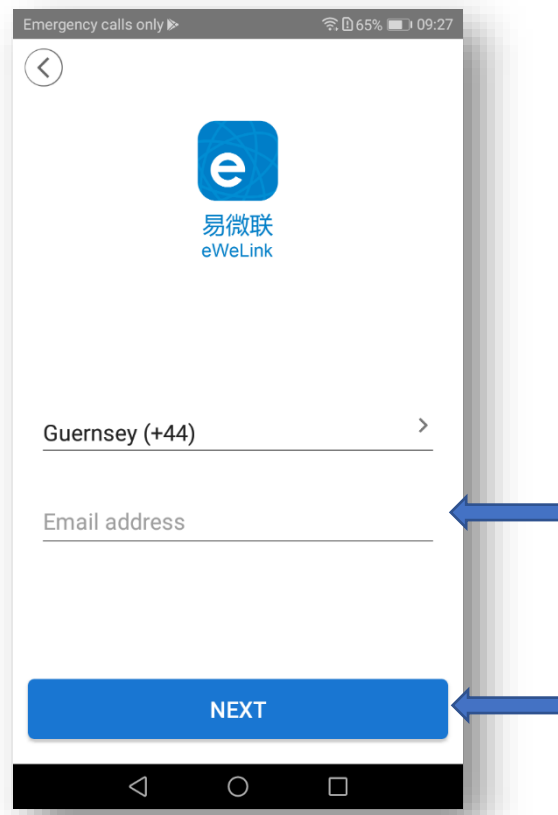 Emergency calls only 65% 09:27
e
易微联
eWeLink
Guernsey (+44)
Email address
NEXT